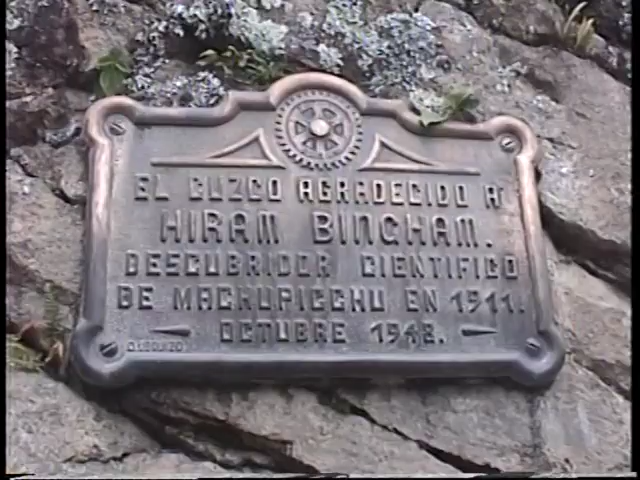 EL CUZCO AGRADECIDO A
HIRAM BINGHAM.
DESCUBRIDOR CIENTIFICO
DE MACHUPICCHU EN 1911.
OCTUBRE 1948.